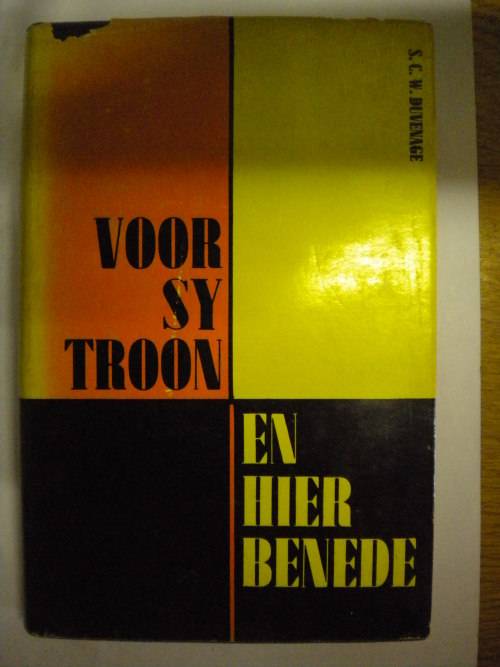 S. C. W. DUVENAGE
VOOR
SY
TROON
EN
HIER
BENEDE